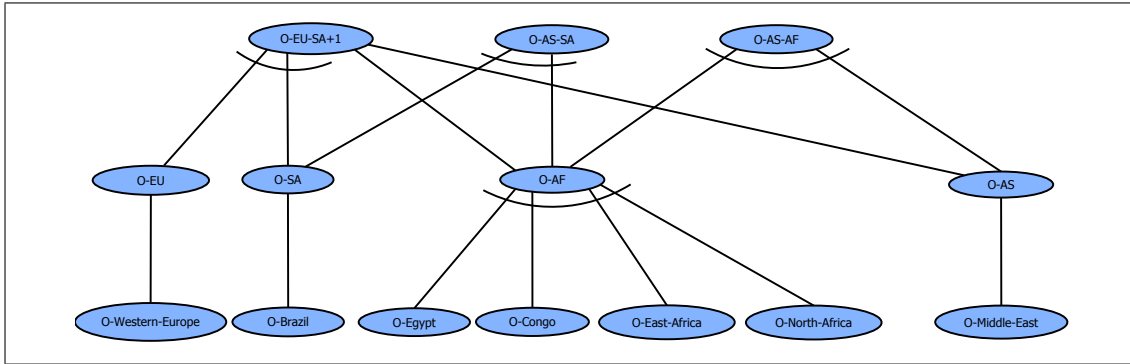 O-EU-SA+1
O-AS-SA
O-AS-AF
O-EU
O-SA
O-AF
O-AS
O-Western-Europe
O-Brazil
O-Egypt
O-Congo
O-East-Africa
O-North-Africa
O-Middle-East